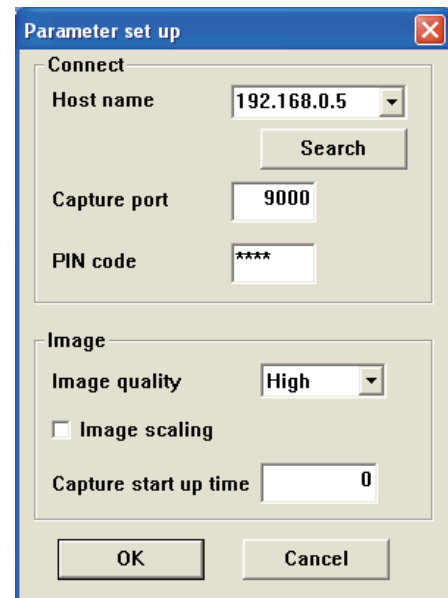 Parameter set up
Connect
Host name 192.168.0.5
Search
Capture port 9000
PIN code ****
Image
Image quality High
Image scaling
Capture start up time 0
OK Cancel